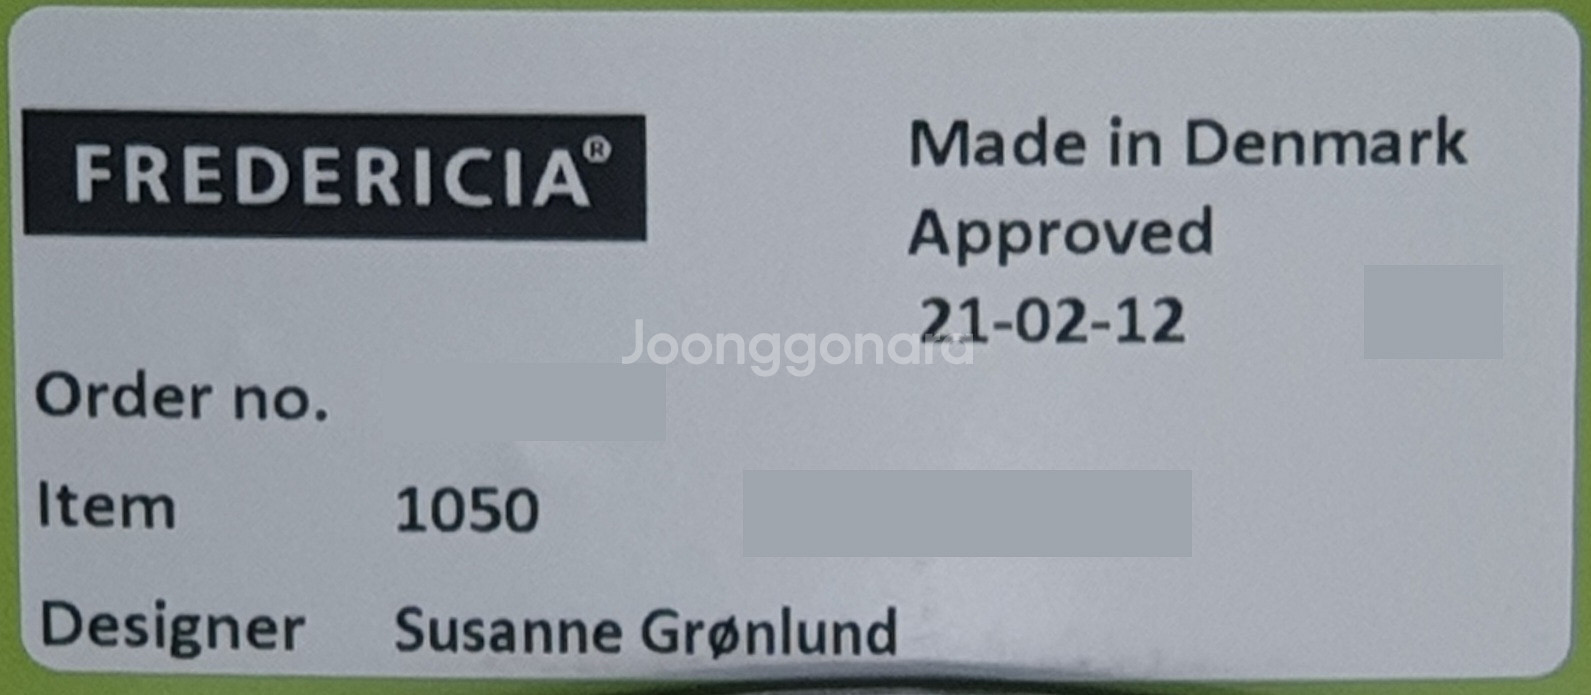 FREDERICIA®
Made in Denmark
Approved
21-02-12
Joonggonara
Order no.
Item 1050
Designer Susanne Grønlund